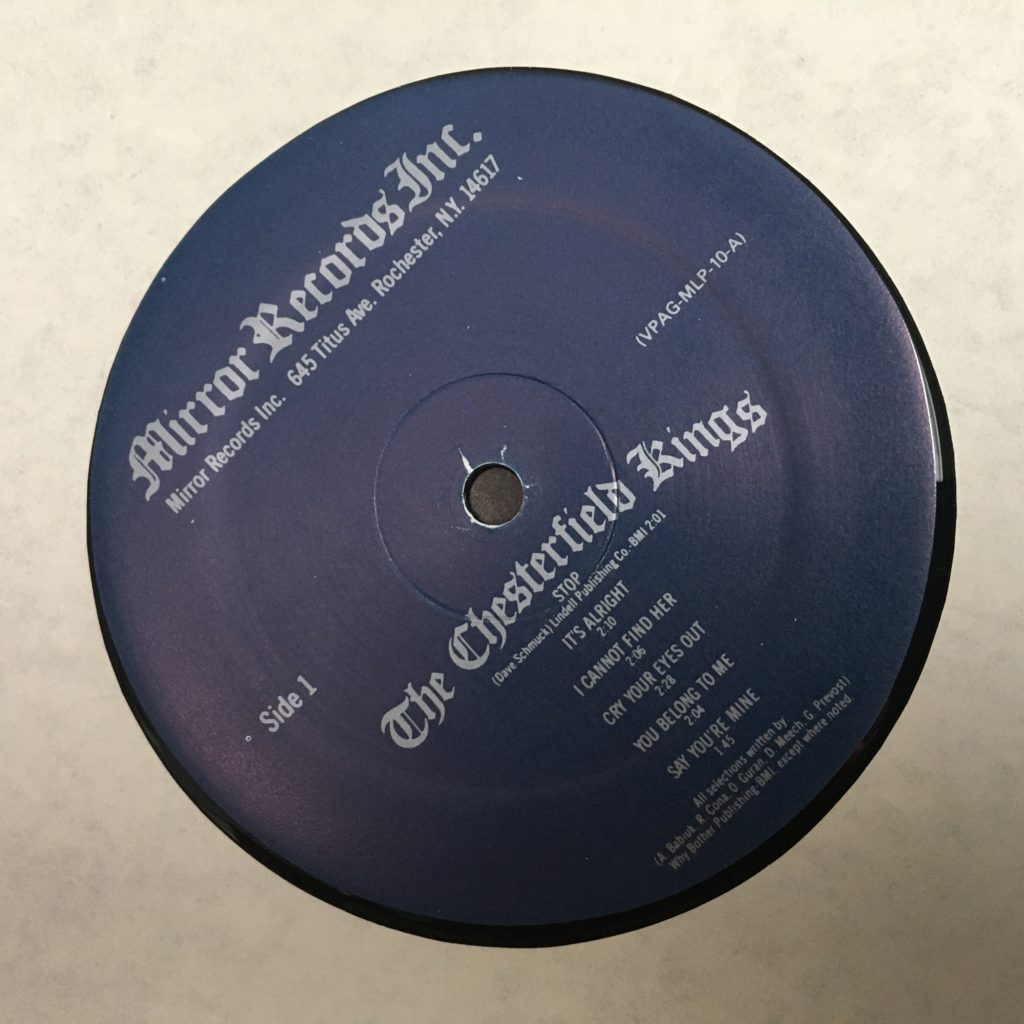 Mirror Records Inc.
Mirror Records Inc. 645 Titus Ave. Rochester, N.Y. 14617
(VPAG-MLP-10-A)
Side 1
The Chesterfield Kings
STOP
(Dave Schmuck) Lindell Publishing Co.-BMI 2:01
IT'S ALRIGHT
2:10
I CANNOT FIND HER
2:06
CRY YOUR EYES OUT
2:28
YOU BELONG TO ME
2:04
SAY YOU'RE MINE
1:45
All selections written by
(A. Babiuk, R. Cona, D. Guran, D. Meech, G. Prevost)
Why Bother Publishing BMI, except where noted.